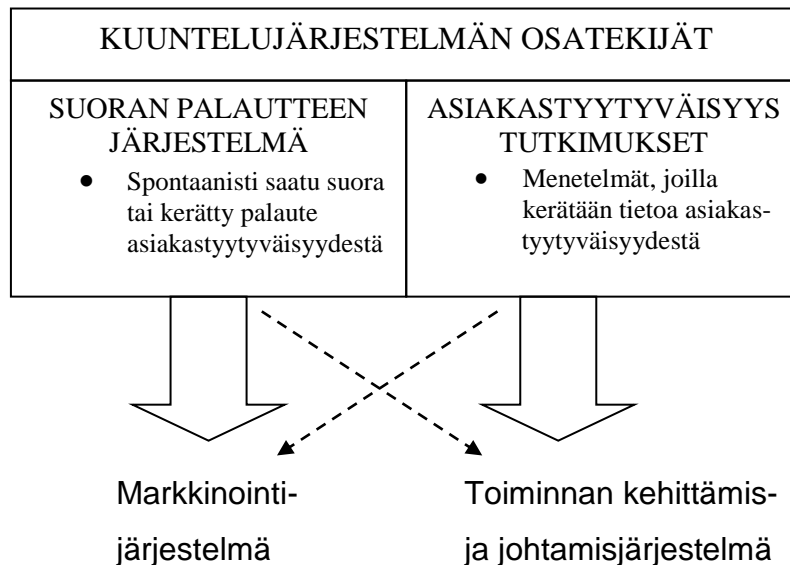 KUUNTELUJÄRJESTELMÄN OSATEKIJÄT
SUORAN PALAUTTEEN
JÄRJESTELMÄ
• Spontaanisti saatu suora
tai kerätty palaute
asiakastyytyväisyydestä
ASIAKASTYYTYVÄISYYS
TUTKIMUKSET
• Menetelmät, joilla
kerätään tietoa asiakas-
tyytyväisyydestä
Markkinointi-
järjestelmä
Toiminnan kehittämis-
ja johtamisjärjestelmä